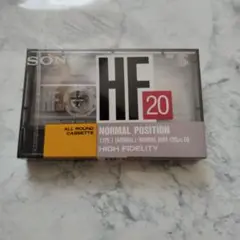 SONY
HF
20
ALL ROUND
CASSETTE
NORMAL POSITION
HIGH FIDELITY